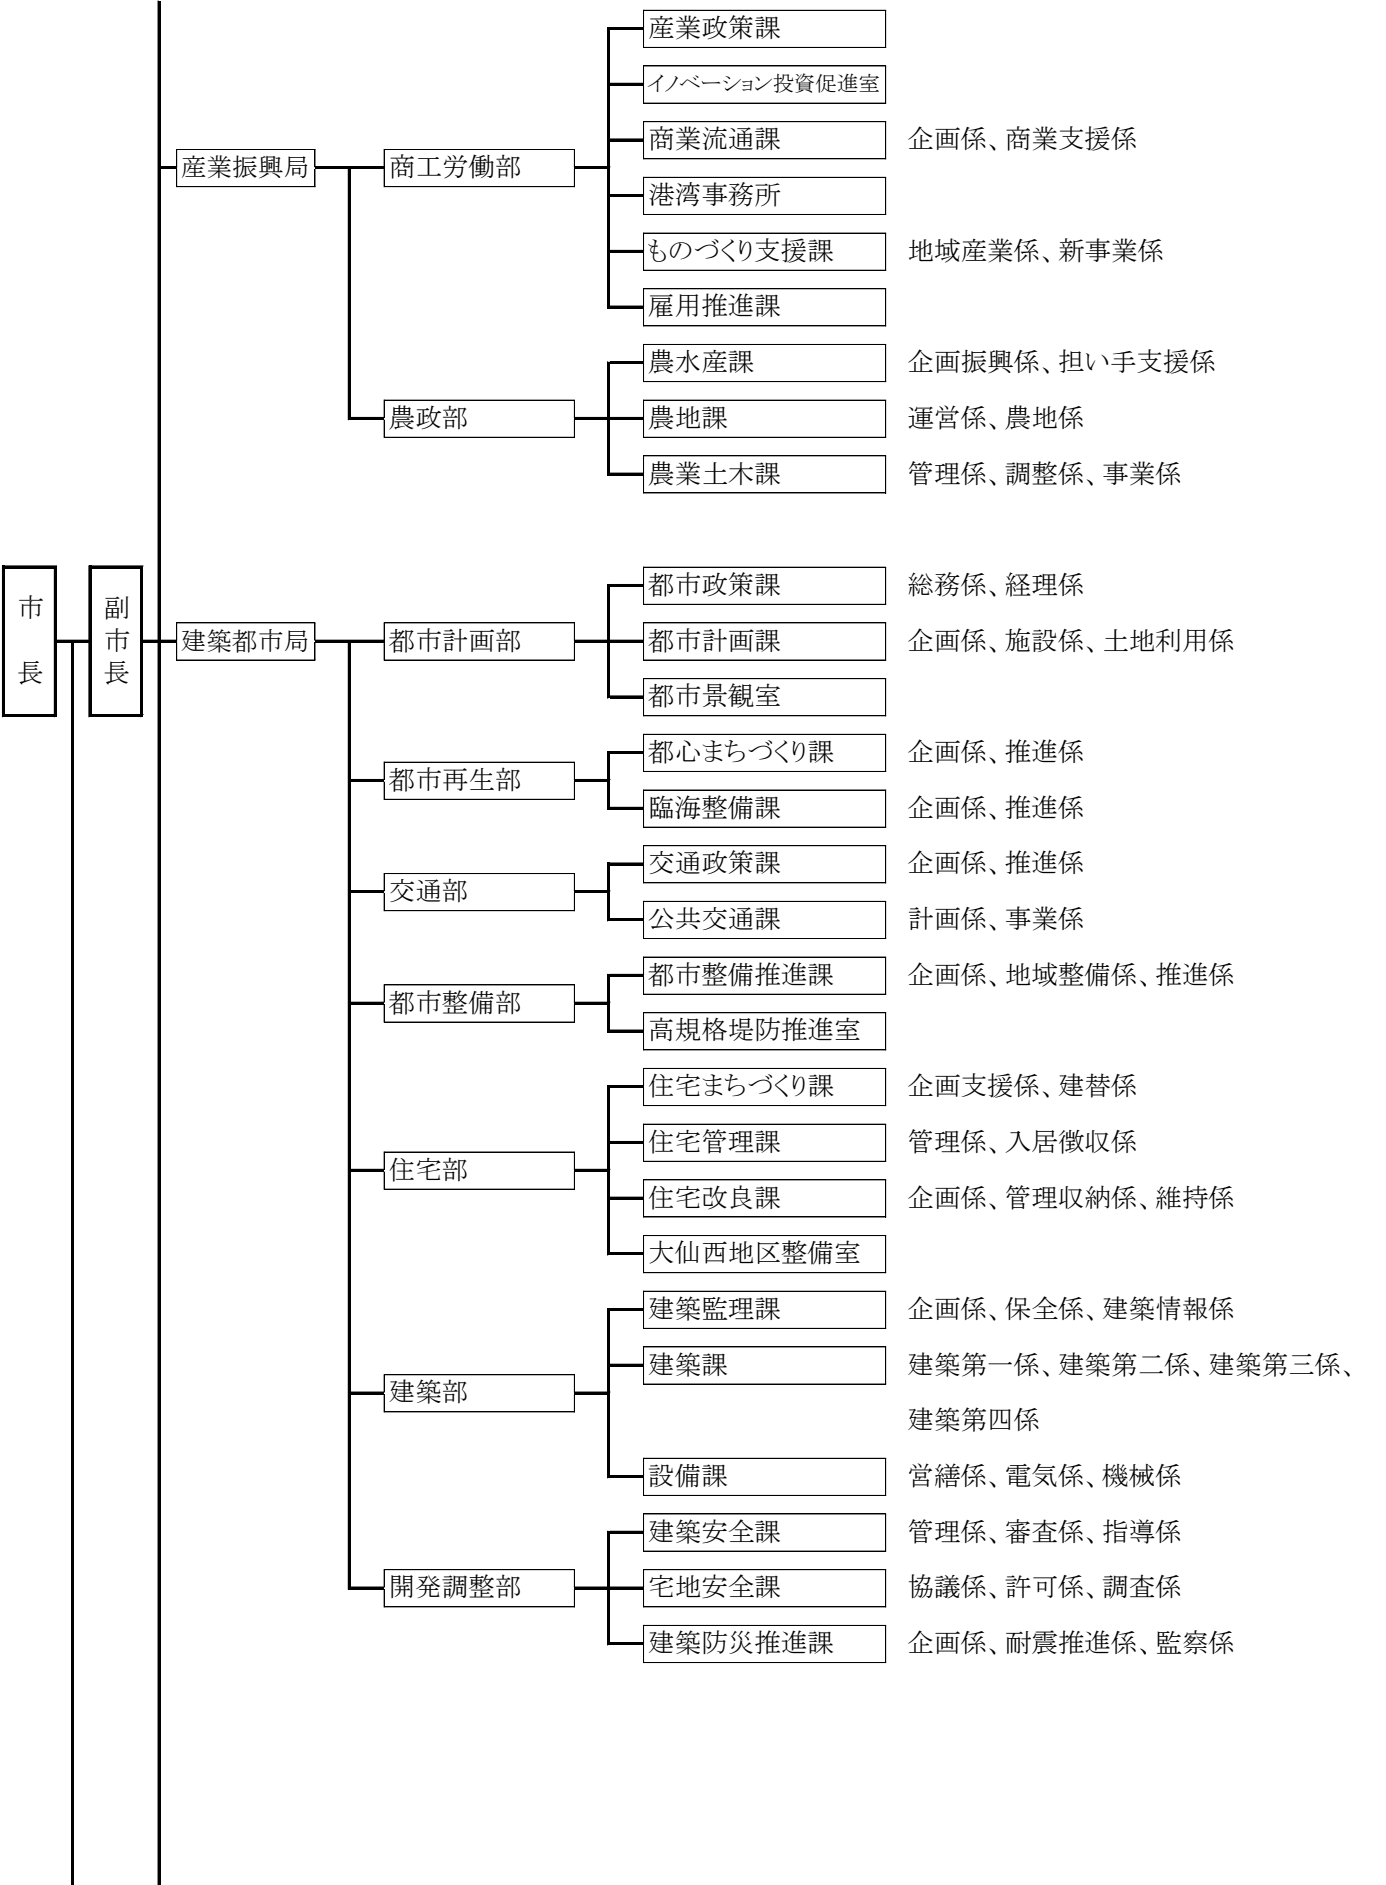 産業政策課
イノベーション投資促進室
商業流通課 企画係、商業支援係
産業振興局 商工労働部
港湾事務所
ものづくり支援課 地域産業係、新事業係
雇用推進課
農水産課 企画振興係、担い手支援係
農政部 農地課 運営係、農地係
農業土木課 管理係、調整係、事業係
都市政策課 総務係、経理係
市長 副市長 建築都市局 都市計画部 都市計画課 企画係、施設係、土地利用係
都市景観室
都心まちづくり課 企画係、推進係
都市再生部
臨海整備課 企画係、推進係
交通政策課 企画係、推進係
交通部
公共交通課 計画係、事業係
都市整備推進課 企画係、地域整備係、推進係
都市整備部
高規格堤防推進室
住宅まちづくり課 企画支援係、建替係
住宅管理課 管理係、入居徴収係
住宅部
住宅改良課 企画係、管理収納係、維持係
大仙西地区整備室
建築監理課 企画係、保全係、建築情報係
建築課 建築第一係、建築第二係、建築第三係、
建築部
建築第四係
設備課 営繕係、電気係、機械係
建築安全課 管理係、審査係、指導係
開発調整部 宅地安全課 協議係、許可係、調査係
建築防災推進課 企画係、耐震推進係、監察係